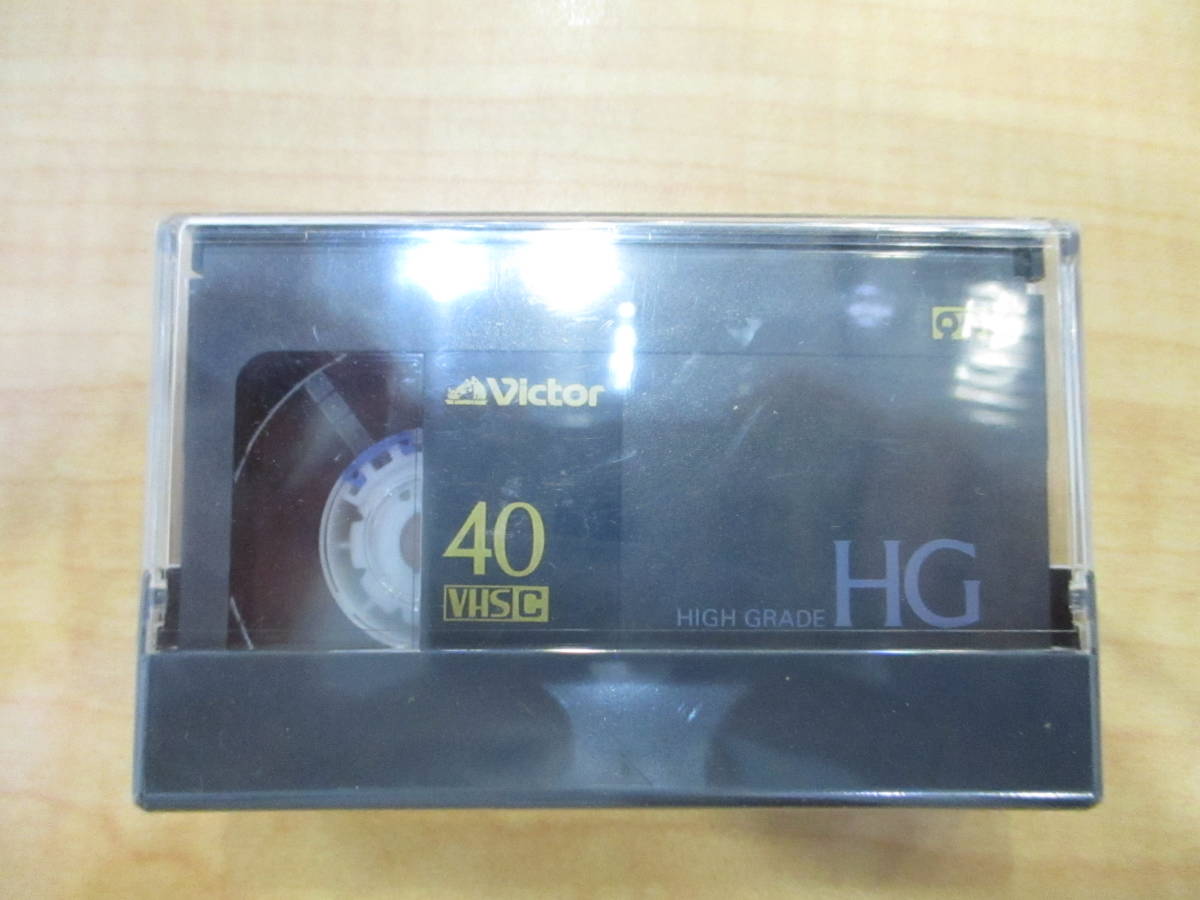 Victor
40
VHS C
HIGH GRADE HG